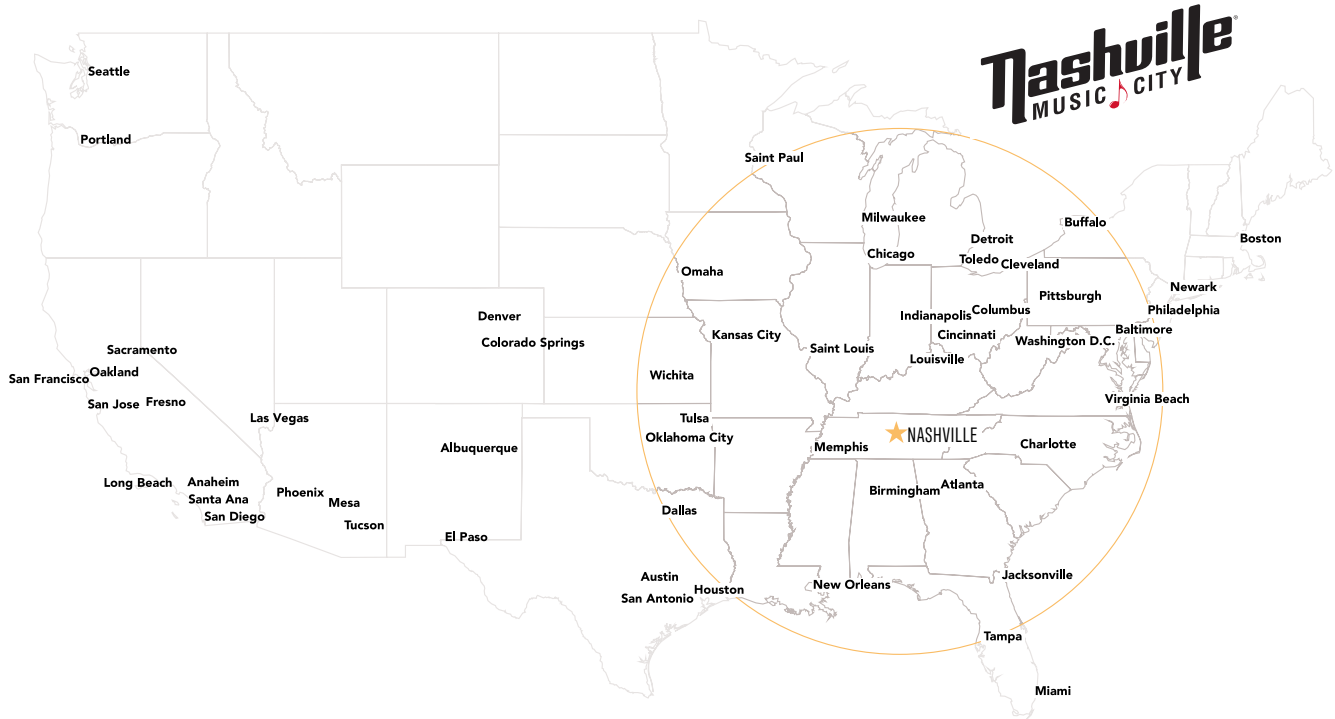 Nashville®
MUSIC CITY
Seattle
Portland
Saint Paul
Milwaukee
Buffalo
Detroit
Boston
Chicago
Toledo
Cleveland
Omaha
Newark
Pittsburgh
Philadelphia
Denver
Indianapolis
Columbus
Baltimore
Kansas City
Cincinnati
Colorado Springs
Washington D.C.
Sacramento
Saint Louis
Louisville
San Francisco
Oakland
Wichita
San Jose
Fresno
Virginia Beach
Las Vegas
Tulsa
Oklahoma City
NASHVILLE
Albuquerque
Memphis
Charlotte
Long Beach
Anaheim
Santa Ana
Phoenix
Birmingham
Atlanta
Mesa
San Diego
Dallas
Tucson
El Paso
Austin
Jacksonville
Houston
New Orleans
San Antonio
Tampa
Miami